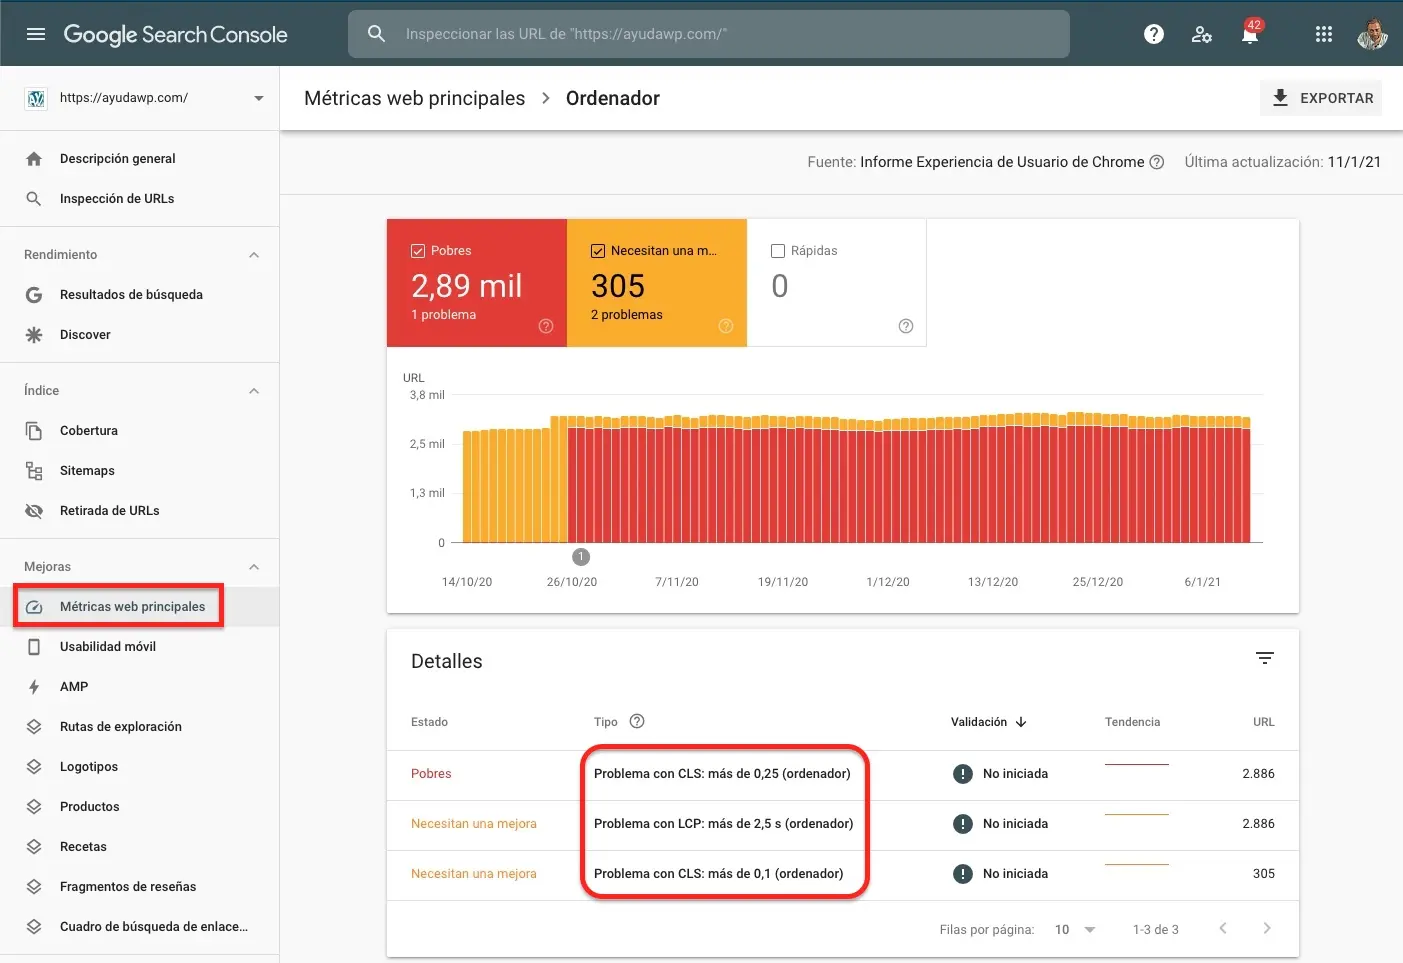 Google Search Console
Inspeccionar las URL de "https://ayudawp.com/"
42
https://ayudawp.com/
Métricas web principales > Ordenador
EXPORTAR
Fuente: Informe Experiencia de Usuario de Chrome
Última actualización: 11/1/21
Descripción general
Inspección de URLs
Rendimiento
Resultados de búsqueda
Discover
Índice
Cobertura
Sitemaps
Retirada de URLs
Mejoras
Métricas web principales
Usabilidad móvil
AMP
Rutas de exploración
Logotipos
Productos
Recetas
Fragmentos de reseñas
Cuadro de búsqueda de enlace...
Pobres
2,89 mil
1 problema
Necesitan una m...
305
2 problemas
Rápidas
0
URL
3,8 mil
2,5 mil
1,3 mil
0
1
14/10/20 26/10/20 7/11/20 19/11/20 1/12/20 13/12/20 25/12/20 6/1/21
Detalles
Estado Tipo Validación Tendencia URL
Pobres Problema con CLS: más de 0,25 (ordenador) No iniciada 2.886
Necesitan una mejora Problema con LCP: más de 2,5 s (ordenador) No iniciada 2.886
Necesitan una mejora Problema con CLS: más de 0,1 (ordenador) No iniciada 305
Filas por página: 10 1-3 de 3